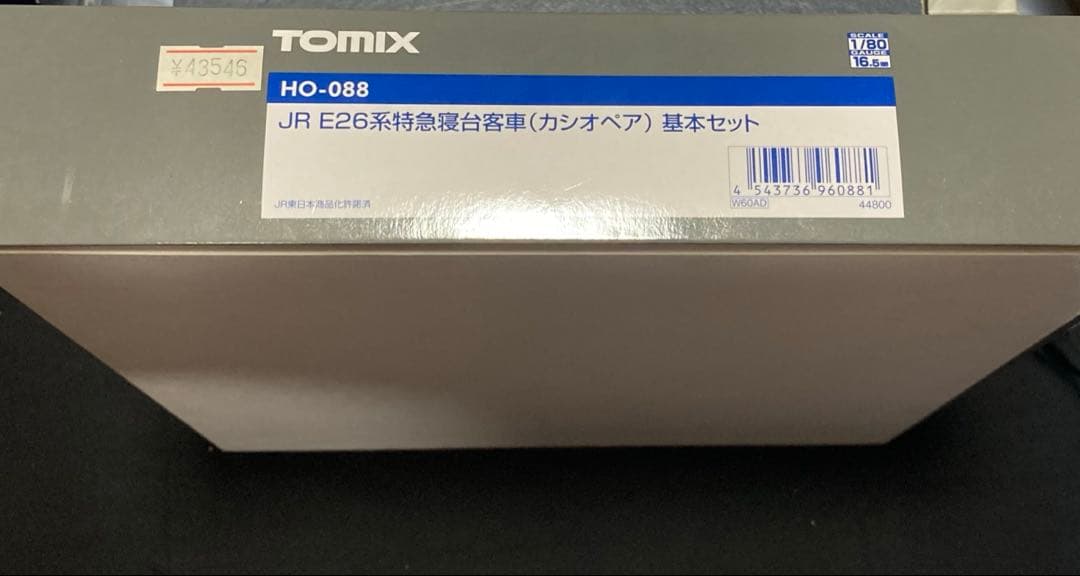 TOMIX
¥43546
SCALE
1/80
GAUGE
16.5mm
HO-088
JR E26系特急寝台客車(カシオペア) 基本セット
4 543736 960881
W60AD
44800
JR東日本商品化許諾済